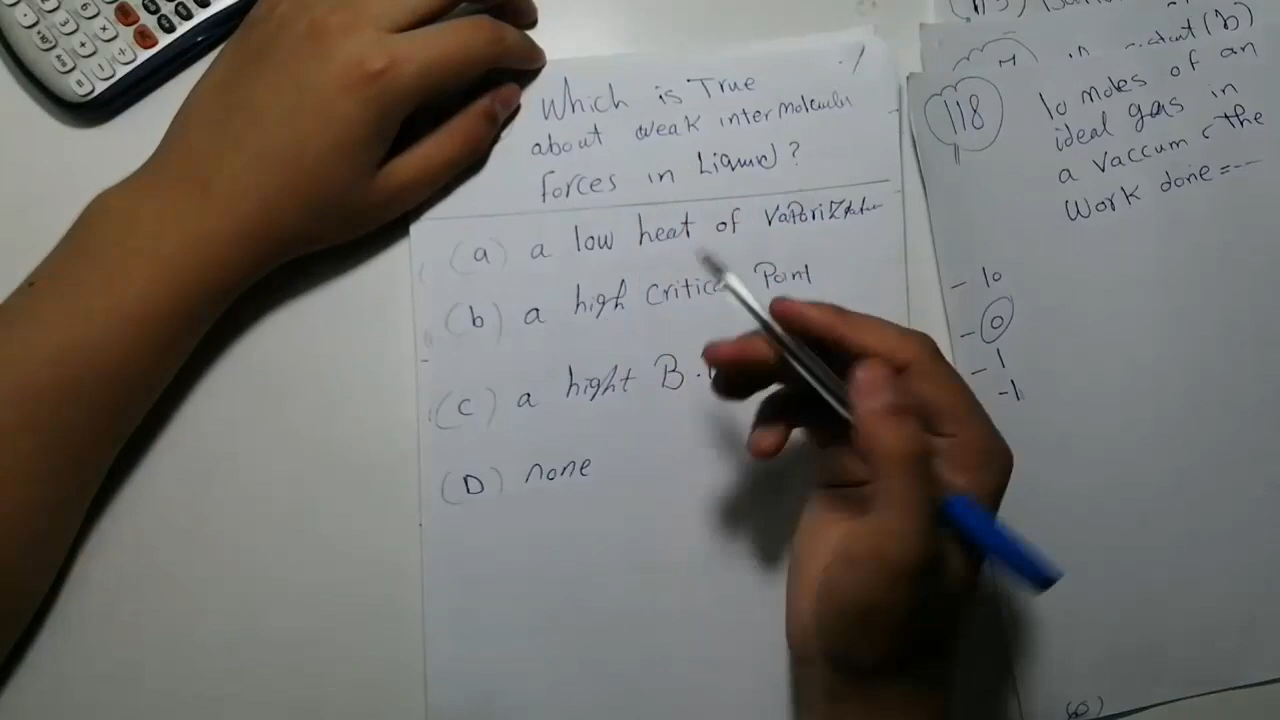 Which is True
about weak intermolecular
forces in Liquid?
(a) a low heat of Vaporization
(b) a high Critical Point
(c) a hight B.
(D) none
118
10 moles of an
ideal gas in
a Vaccum the
Work done = ---
- 10
- 0
- 1
-1